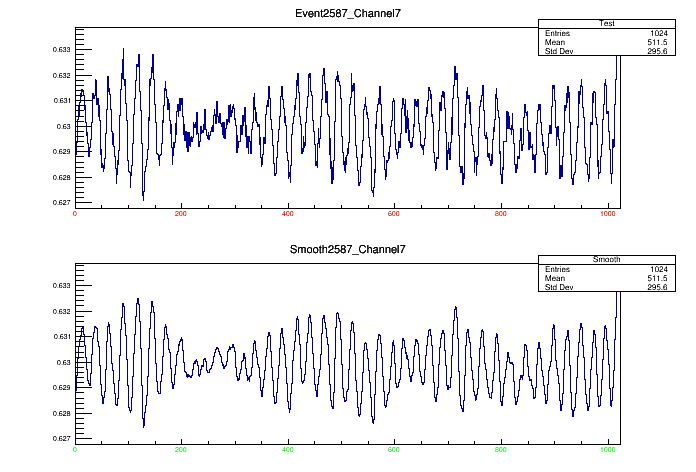 Event2587_Channel7
Test
Entries 1024
Mean 511.5
Std Dev 295.6
0.633
0.632
0.631
0.63
0.629
0.628
0.627
0 200 400 600 800 1000
Smooth2587_Channel7
Smooth
Entries 1024
Mean 511.5
Std Dev 295.6
0.633
0.632
0.631
0.63
0.629
0.628
0.627
0 200 400 600 800 1000